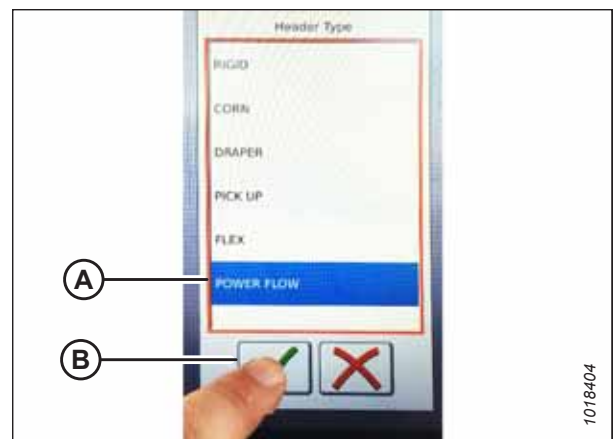 Header Type
RIGID
CORN
DRAPER
PICK UP
FLEX
A
POWER FLOW
B
1018404